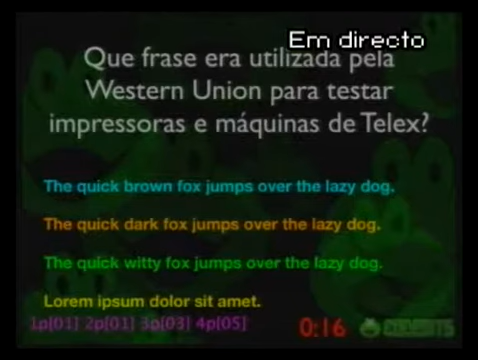 Em directo
Que frase era utilizada pela
Western Union para testar
impressoras e máquinas de Telex?
The quick brown fox jumps over the lazy dog.
The quick dark fox jumps over the lazy dog.
The quick witty fox jumps over the lazy dog.
Lorem ipsum dolor sit amet.
1p[01] 2p[01] 3p[03] 4p[05]
0:16